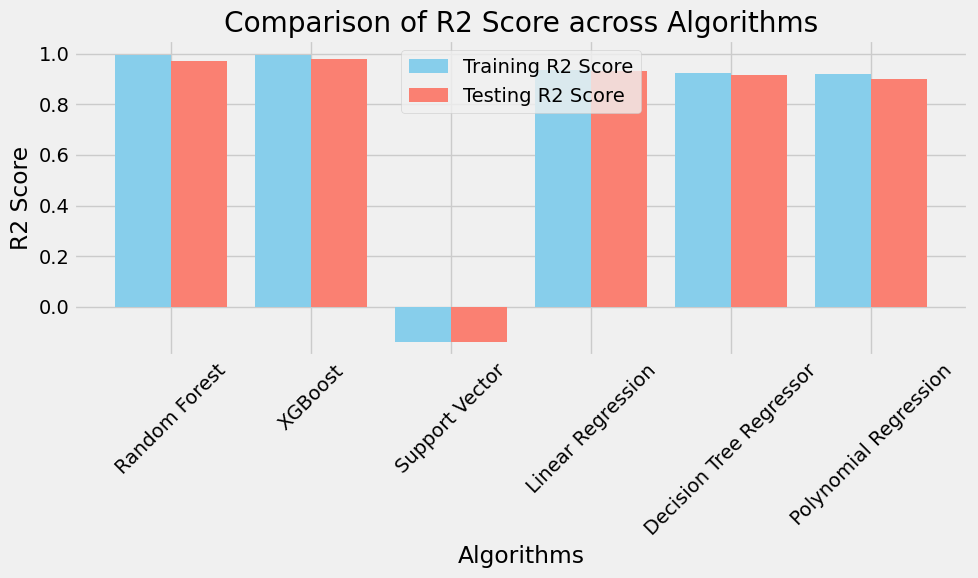 Comparison of R2 Score across Algorithms
Training R2 Score
Testing R2 Score
R2 Score
1.0
0.8
0.6
0.4
0.2
0.0
Random Forest
XGBoost
Support Vector
Linear Regression
Decision Tree Regressor
Polynomial Regression
Algorithms